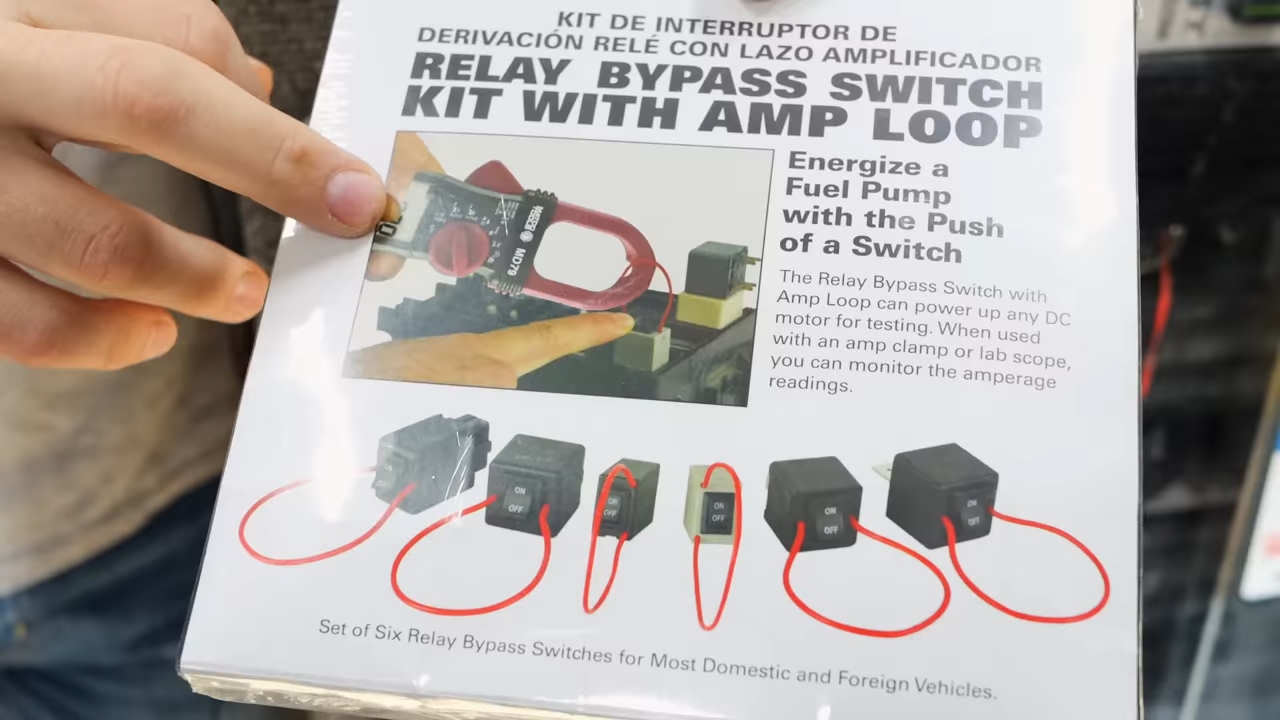 KIT DE INTERRUPTOR DE
DERIVACIÓN RELÉ CON LAZO AMPLIFICADOR
RELAY BYPASS SWITCH
KIT WITH AMP LOOP
Energize a
Fuel Pump
with the Push
of a Switch
The Relay Bypass Switch with
Amp Loop can power up any DC
motor for testing. When used
with an amp clamp or lab scope,
you can monitor the amperage
readings.
MD79
ON
OFF
ON
OFF
ON
OFF
ON
OFF
ON
OFF
Set of Six Relay Bypass Switches for Most Domestic and Foreign Vehicles.